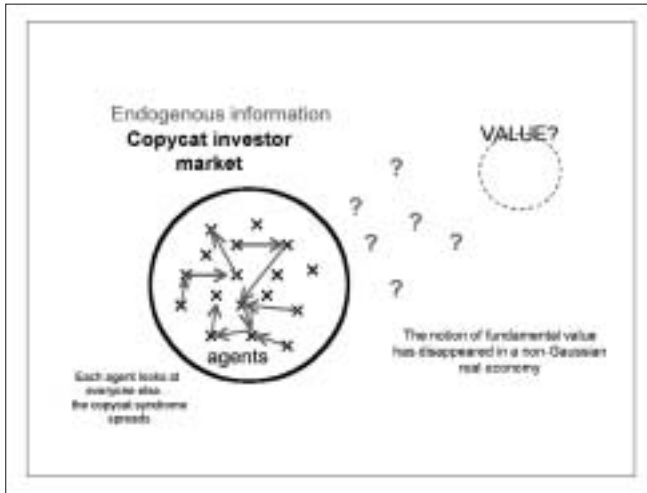 Endogenous information
Copycat investor
market
VALUE?
?
?
?
?
?
?
agents
The notion of fundamental value
has disappeared in a non-Gaussian
real economy
Each agent looks at
everyone else
the copycat syndrome
spreads